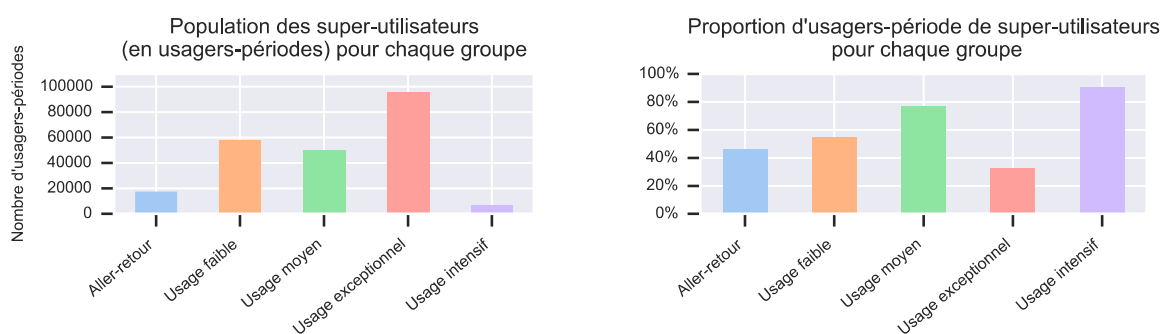 Population des super-utilisateurs
(en usagers-périodes) pour chaque groupe
Nombre d'usagers-périodes
100000
80000
60000
40000
20000
0
Aller-retour
Usage faible
Usage moyen
Usage exceptionnel
Usage intensif
Proportion d'usagers-période de super-utilisateurs
pour chaque groupe
100%
80%
60%
40%
20%
0%
Aller-retour
Usage faible
Usage moyen
Usage exceptionnel
Usage intensif